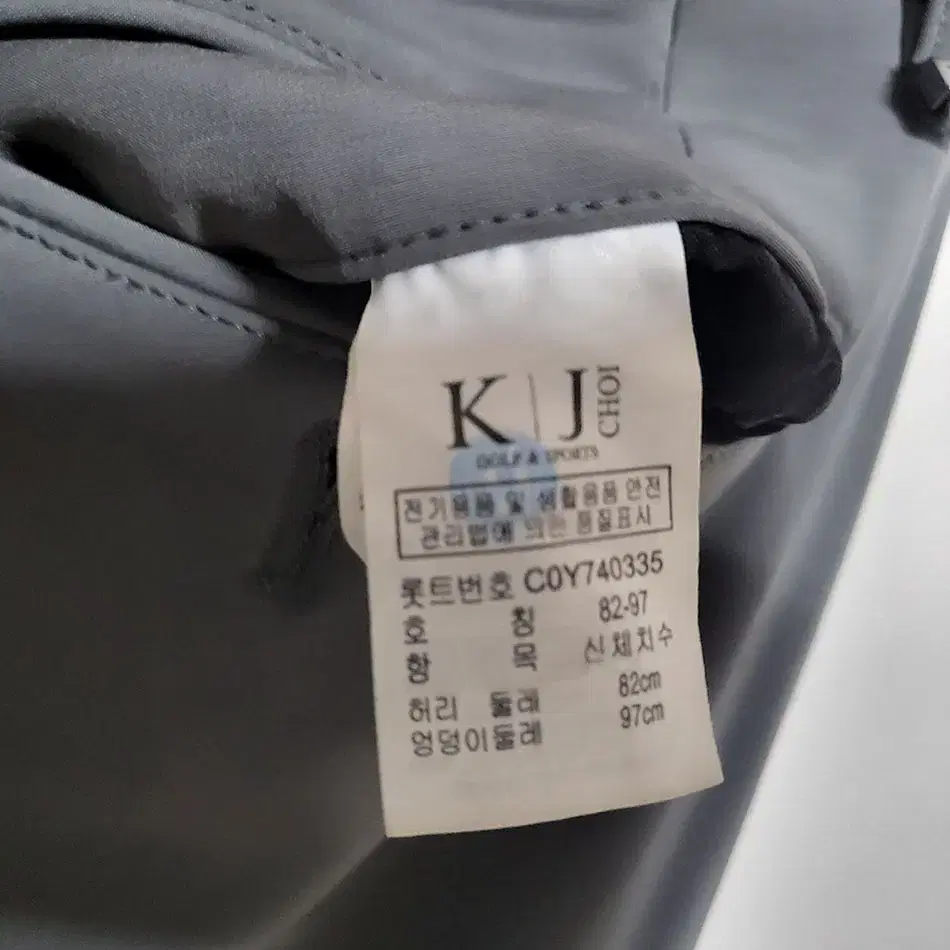 K | J CHOI
GOLF & SPORTS
전기용품 및 생활용품 안전
관리법에 의한 품질표시
롯트번호 C0Y740335
호 칭 82-97
항 목 신체치수
허리 둘레 82cm
엉덩이둘레 97cm